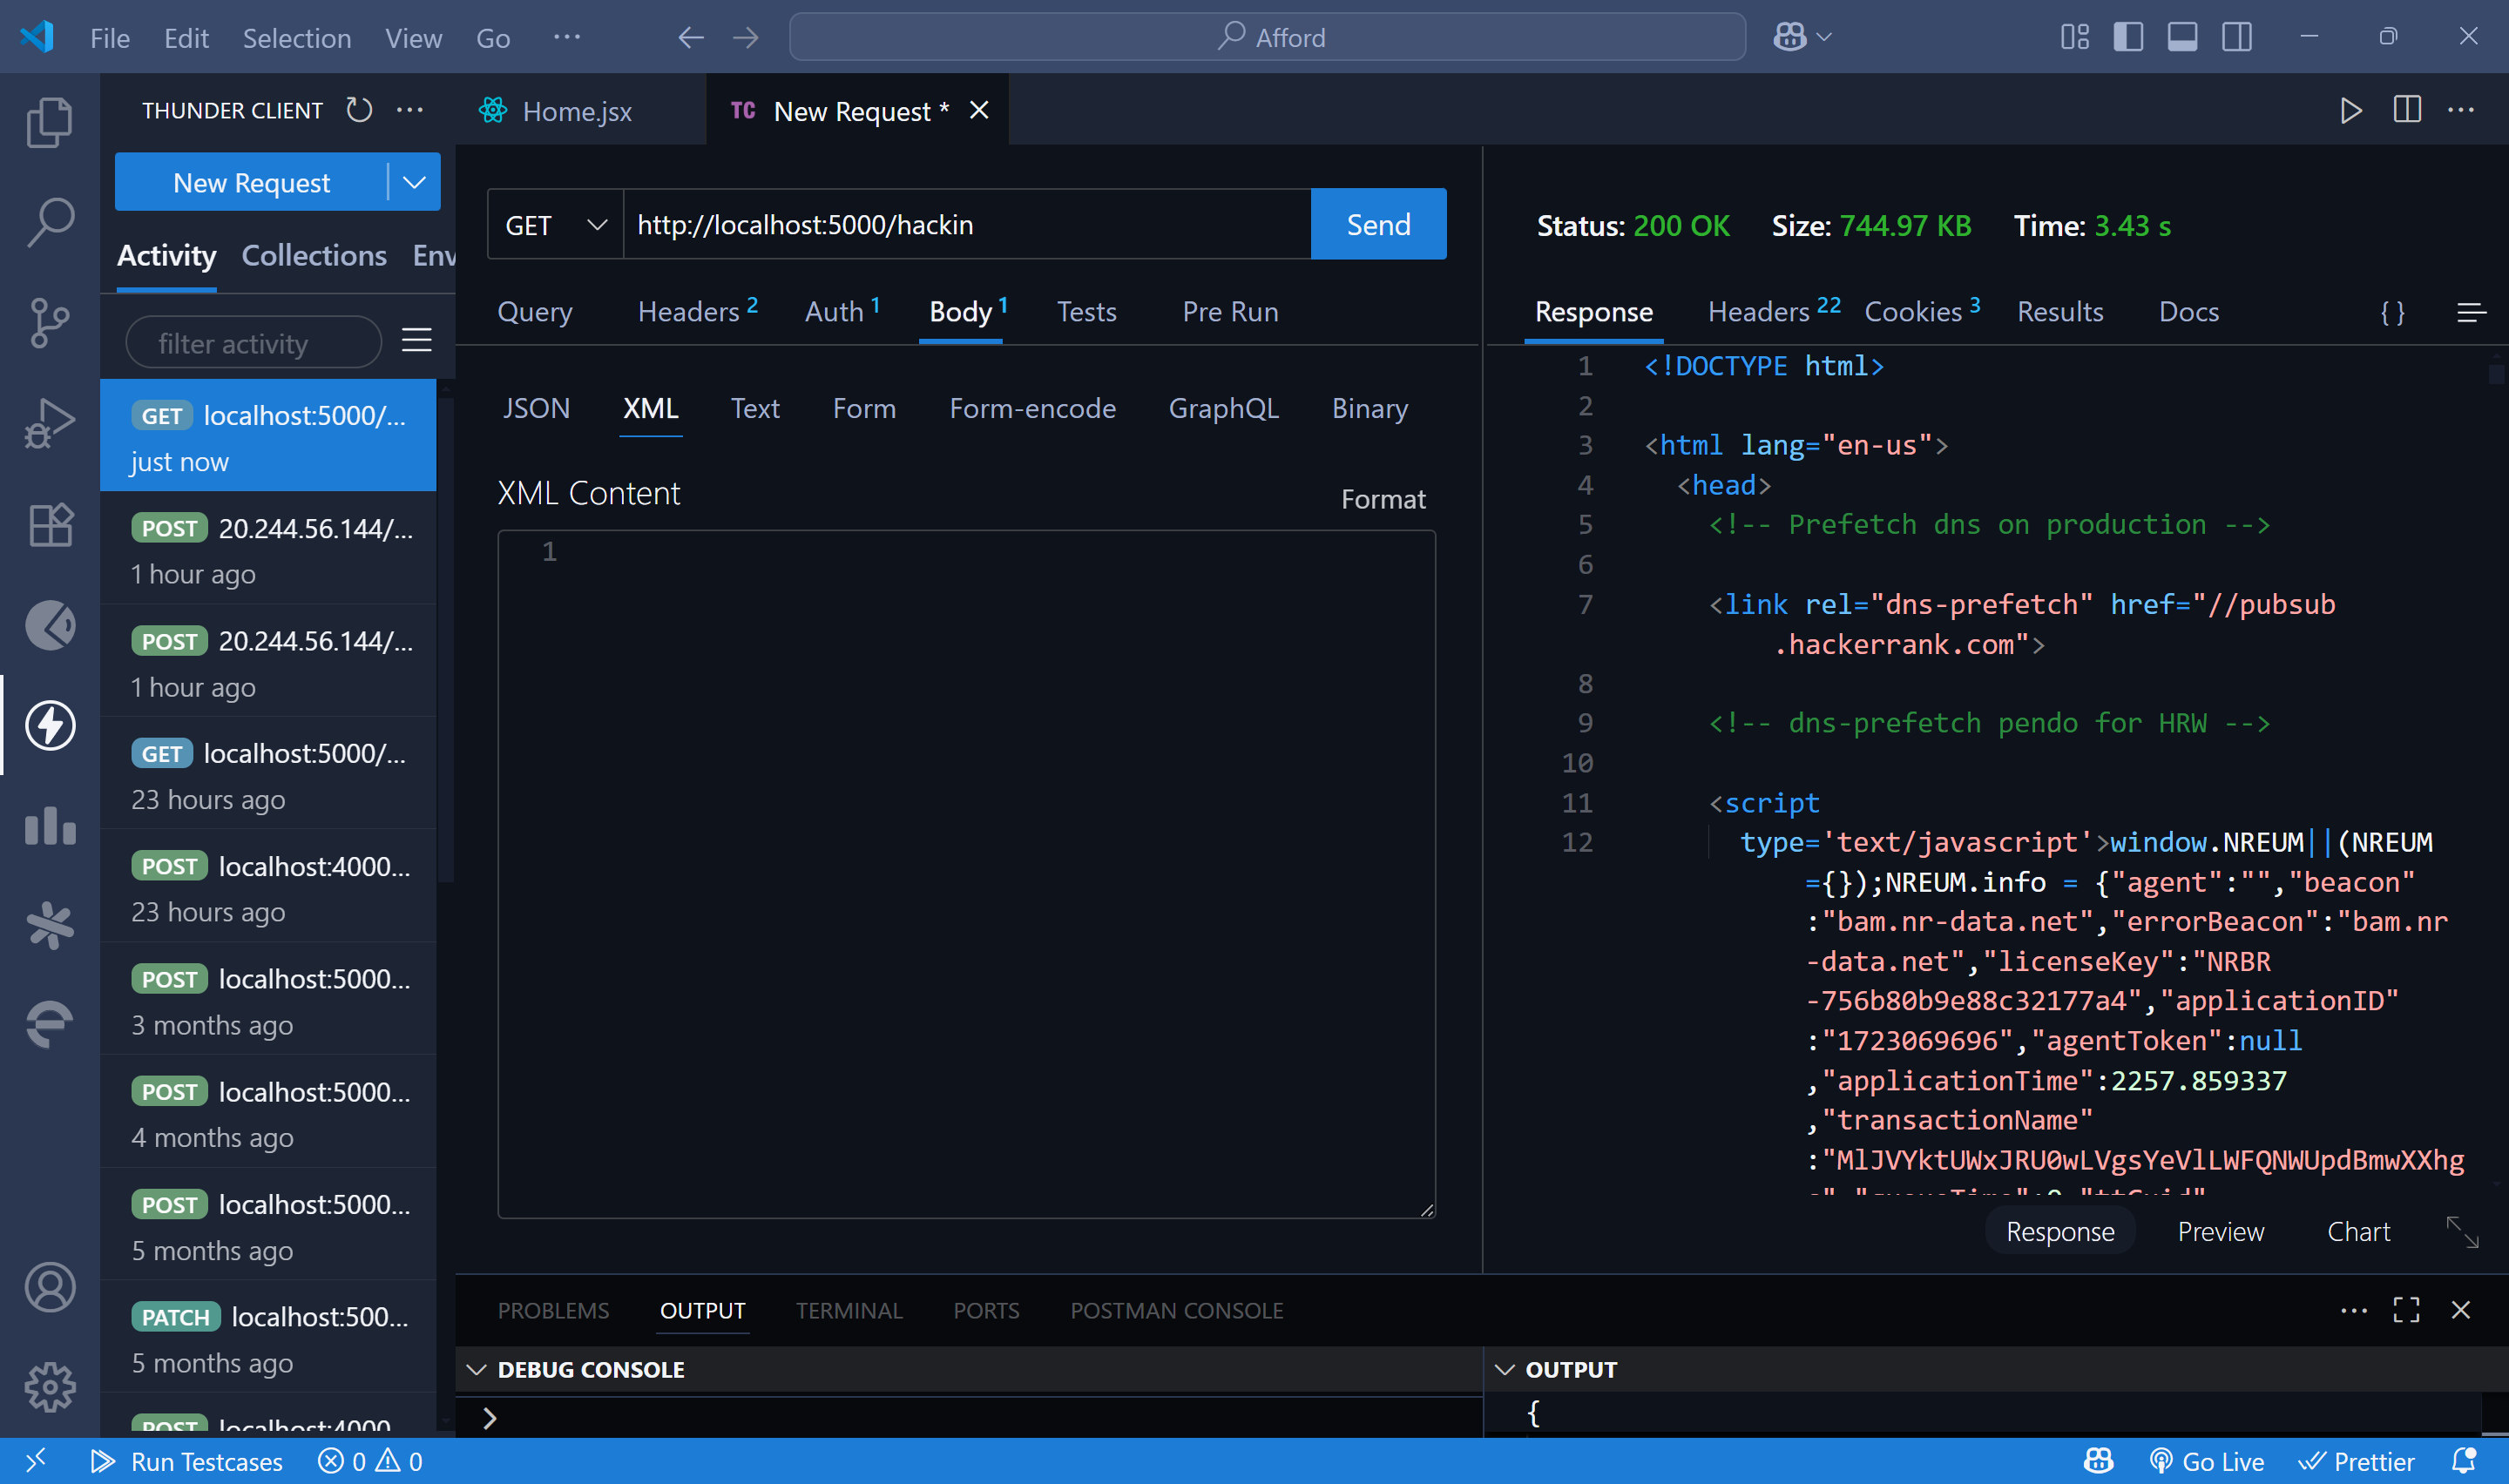 File Edit Selection View Go ···
Afford
THUNDER CLIENT ···
New Request
Activity Collections Env
filter activity
GET localhost:5000/...
just now
POST 20.244.56.144/...
1 hour ago
POST 20.244.56.144/...
1 hour ago
GET localhost:5000/...
23 hours ago
POST localhost:4000...
23 hours ago
POST localhost:5000...
3 months ago
POST localhost:5000...
4 months ago
POST localhost:5000...
5 months ago
PATCH localhost:500...
5 months ago
POST localhost:4000
Home.jsx
TC New Request *
GET http://localhost:5000/hackin Send
Query Headers 2 Auth 1 Body 1 Tests Pre Run
JSON XML Text Form Form-encode GraphQL Binary
XML Content
Format
1
Status: 200 OK Size: 744.97 KB Time: 3.43 s
Response Headers 22 Cookies 3 Results Docs {}
1 <!DOCTYPE html>
2
3 <html lang="en-us">
4 <head>
5 <!-- Prefetch dns on production -->
6
7 <link rel="dns-prefetch" href="//pubsub
.hackerrank.com">
8
9 <!-- dns-prefetch pendo for HRW -->
10
11 <script
12 type='text/javascript'>window.NREUM||(NREUM
={});NREUM.info = {"agent":"","beacon"
:"bam.nr-data.net","errorBeacon":"bam.nr
-data.net","licenseKey":"NRBR
-756b80b9e88c32177a4","applicationID"
:"1723069696","agentToken":null
,"applicationTime":2257.859337
,"transactionName"
:"MlJVYktUWxJRU0wLVgsYeVlLWFQNWUpdBmwXXhg
Response Preview Chart
PROBLEMS OUTPUT TERMINAL PORTS POSTMAN CONSOLE
DEBUG CONSOLE
>
OUTPUT
{
Run Testcases 0 0
Go Live Prettier